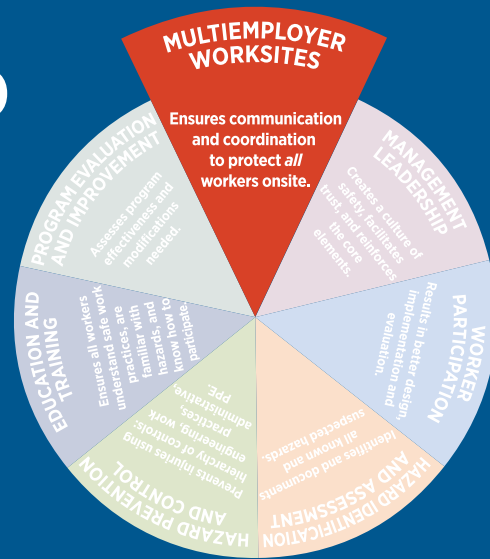 MULTIEMPLOYER
WORKSITES
Ensures communication
and coordination
to protect all
workers onsite.
MANAGEMENT
LEADERSHIP
Creates a culture of
safety, facilitates
trust, and reinforces
the core
elements.
WORKER
PARTICIPATION
Results in better design,
implementation and
evaluation.
HAZARD IDENTIFICATION
AND ASSESSMENT
Identifies and documents
all known and
suspected hazards.
HAZARD PREVENTION
AND CONTROL
Prevents injuries using
hierarchy of controls:
engineering, work
practices,
administrative,
PPE.
EDUCATION AND
TRAINING
Ensures all workers
understand safe work
practices, are
familiar with
hazards, and
know how to
participate.
PROGRAM EVALUATION
AND IMPROVEMENT
Assesses program
effectiveness and
modifications
needed.